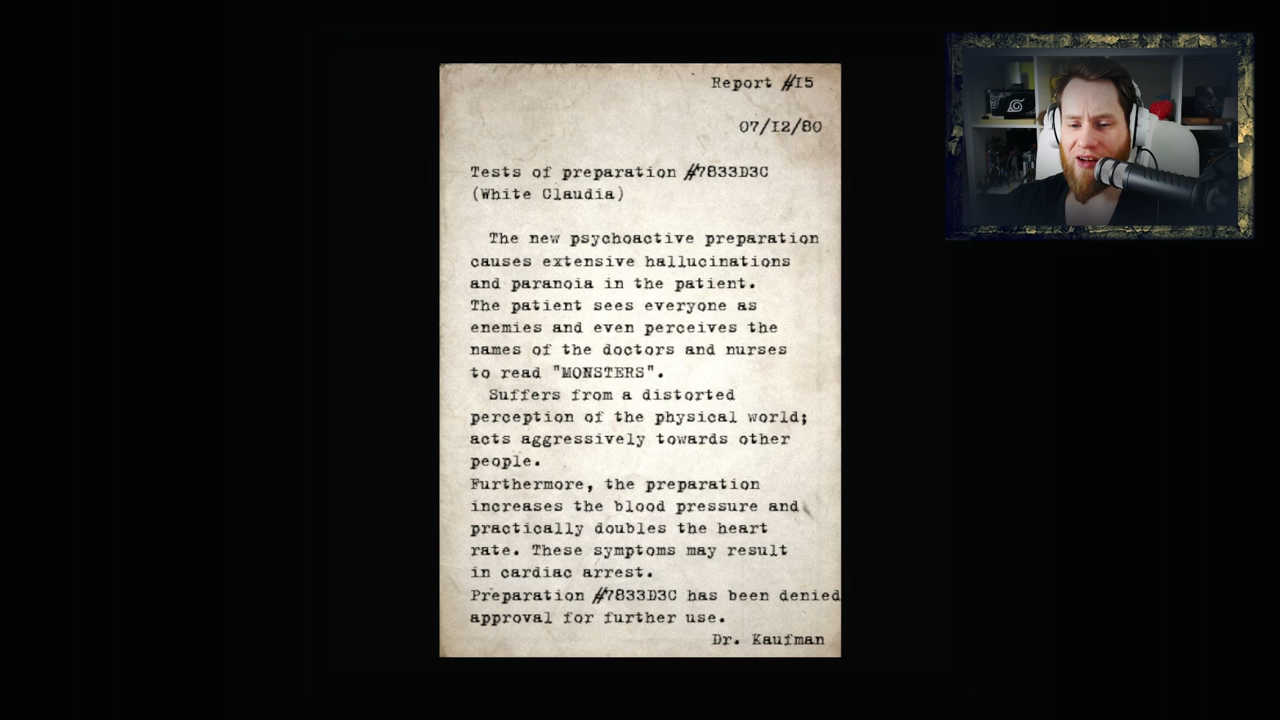 Report #15
07/12/80
Tests of preparation #7833D3C
(White Claudia)
The new psychoactive preparation
causes extensive hallucinations
and paranoia in the patient.
The patient sees everyone as
enemies and even perceives the
names of the doctors and nurses
to read "MONSTERS".
Suffers from a distorted
perception of the physical world;
acts aggressively towards other
people.
Furthermore, the preparation
increases the blood pressure and
practically doubles the heart
rate. These symptoms may result
in cardiac arrest.
Preparation #7833D3C has been denied
approval for further use.
Dr. Kaufman